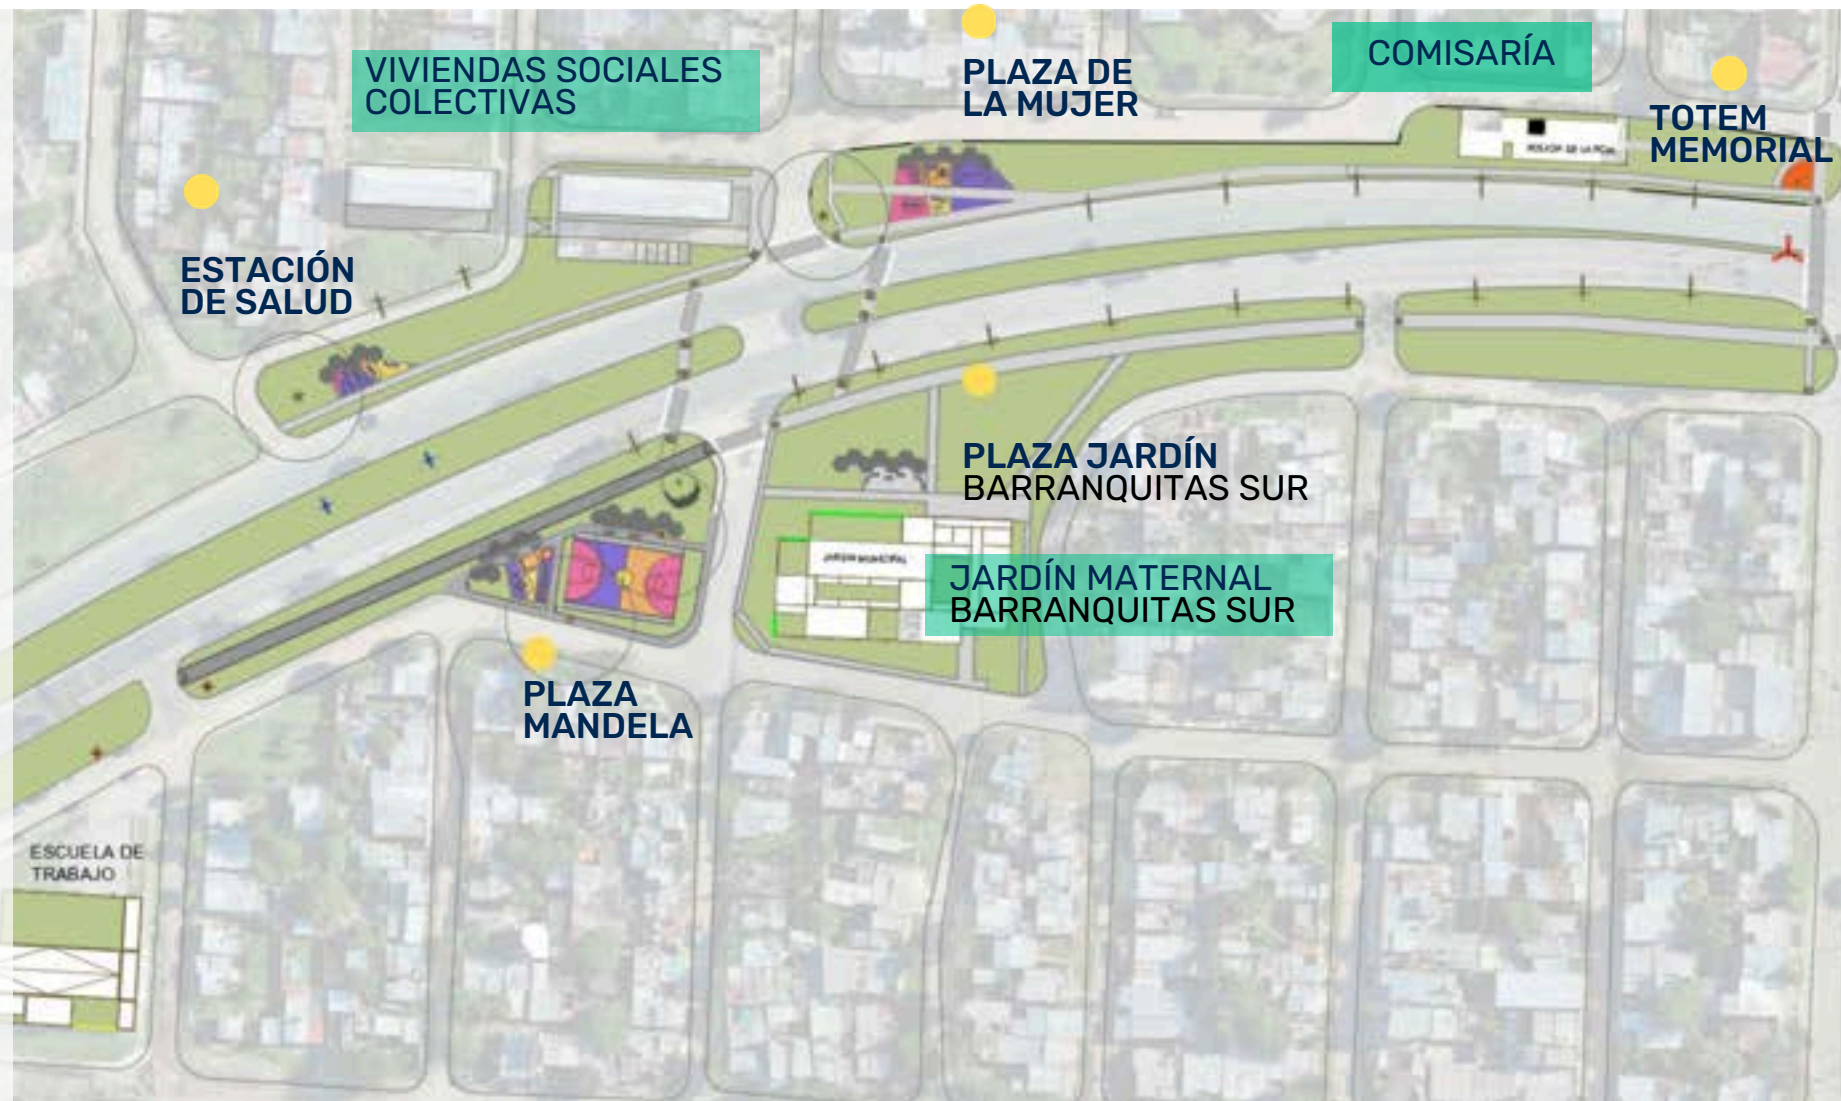 VIVIENDAS SOCIALES
COLECTIVAS
PLAZA DE
LA MUJER
COMISARÍA
TOTEM
MEMORIAL
ESTACIÓN
DE SALUD
PLAZA JARDÍN
BARRANQUITAS SUR
JARDÍN MATERNAL
BARRANQUITAS SUR
PLAZA
MANDELA
ESCUELA DE
TRABAJO